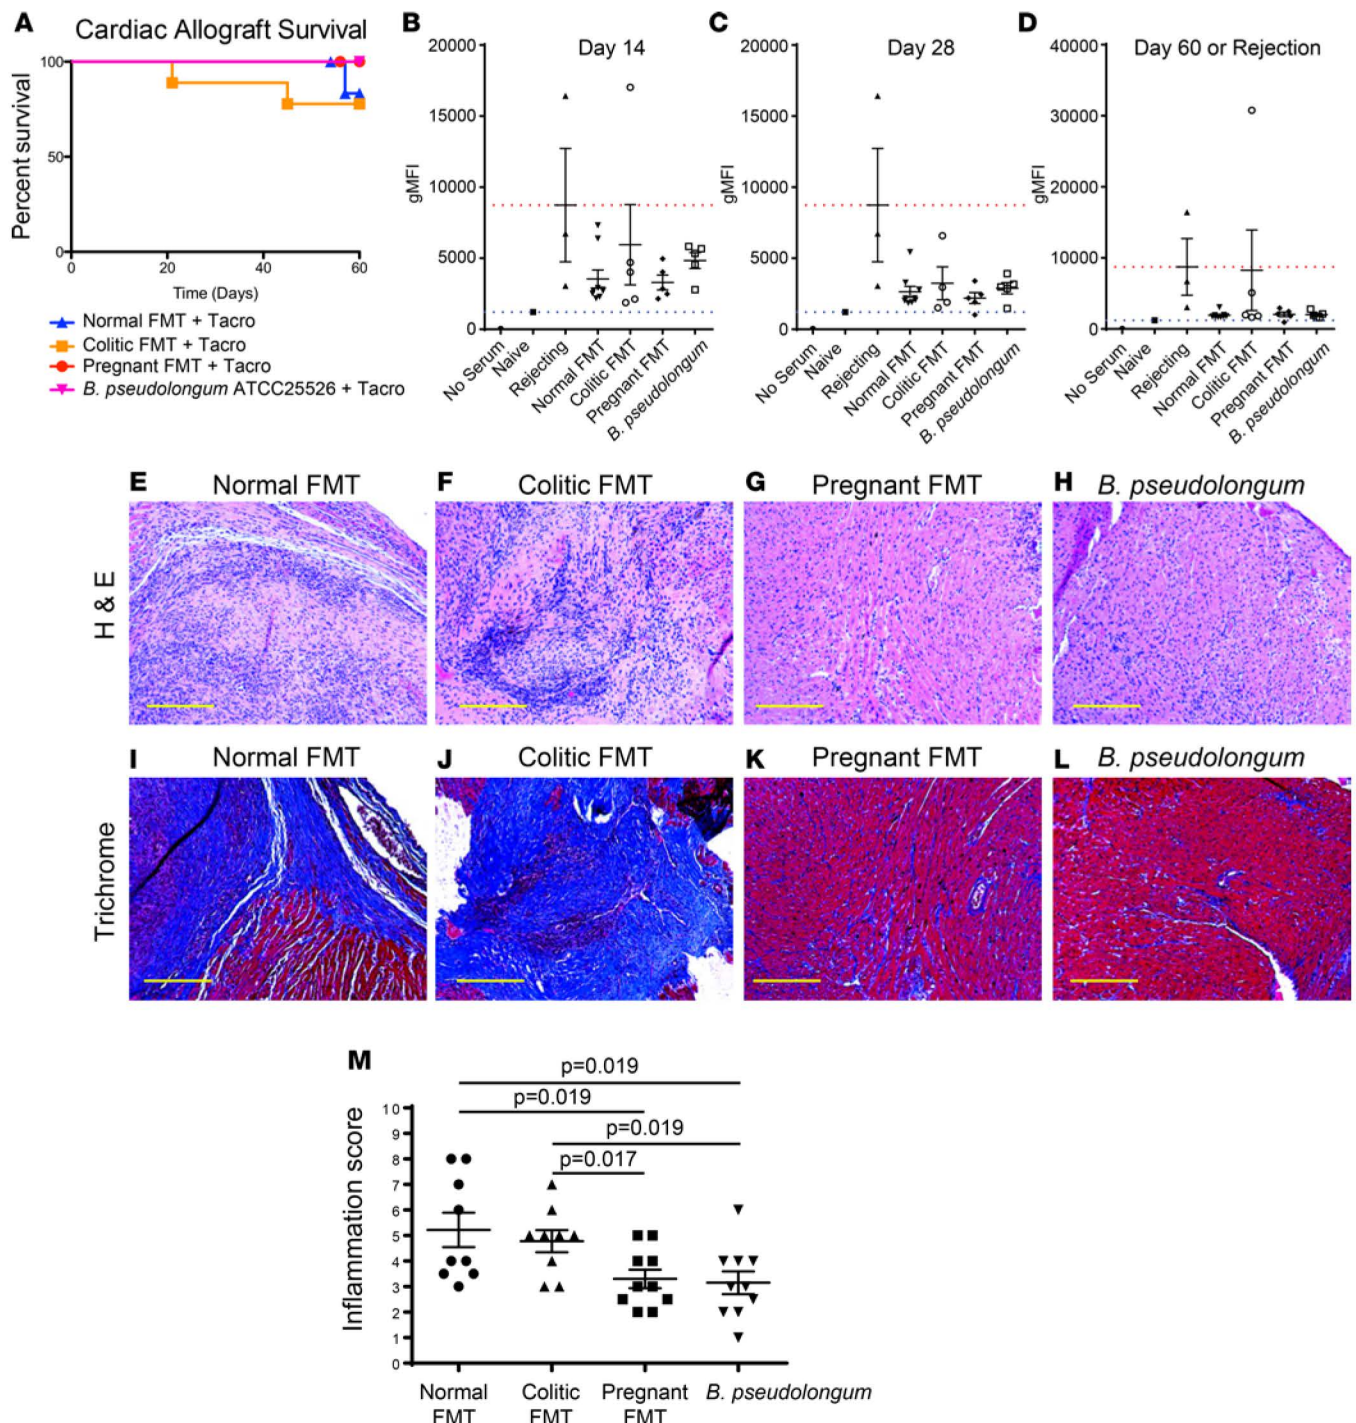 A
Cardiac Allograft Survival
Percent survival
100
50
0
0 20 40 60
Time (Days)
Normal FMT + Tacro
Colitic FMT + Tacro
Pregnant FMT + Tacro
B. pseudolongum ATCC25526 + Tacro
B
Day 14
gMFI
20000
15000
10000
5000
0
No Serum
Naive
Rejecting
Normal FMT
Colitic FMT
Pregnant FMT
B. pseudolongum
C
Day 28
gMFI
20000
15000
10000
5000
0
No Serum
Naive
Rejecting
Normal FMT
Colitic FMT
Pregnant FMT
B. pseudolongum
D
Day 60 or Rejection
gMFI
40000
30000
20000
10000
0
No Serum
Naive
Rejecting
Normal FMT
Colitic FMT
Pregnant FMT
B. pseudolongum
H & E
E Normal FMT
F Colitic FMT
G Pregnant FMT
H B. pseudolongum
Trichrome
I Normal FMT
J Colitic FMT
K Pregnant FMT
L B. pseudolongum
M
p=0.019
p=0.019
p=0.019
p=0.017
Inflammation score
10
9
8
7
6
5
4
3
2
1
0
Normal FMT
Colitic FMT
Pregnant FMT
B. pseudolongum